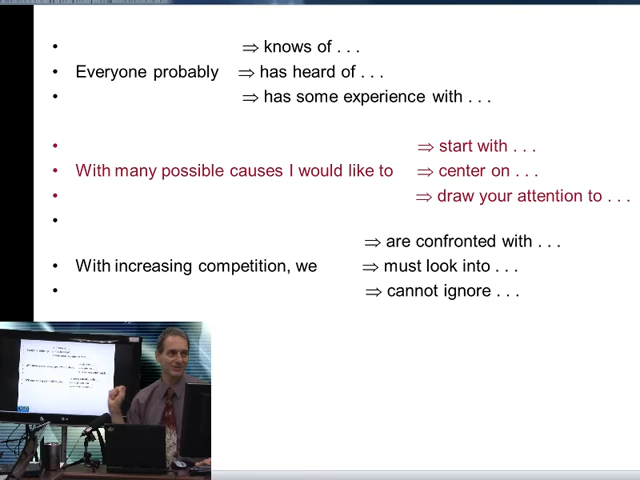 • ⇒ knows of . . .
• Everyone probably ⇒ has heard of . . .
• ⇒ has some experience with . . .
• ⇒ start with . . .
• With many possible causes I would like to ⇒ center on . . .
• ⇒ draw your attention to . . .
•
⇒ are confronted with . . .
• With increasing competition, we ⇒ must look into . . .
• ⇒ cannot ignore . . .